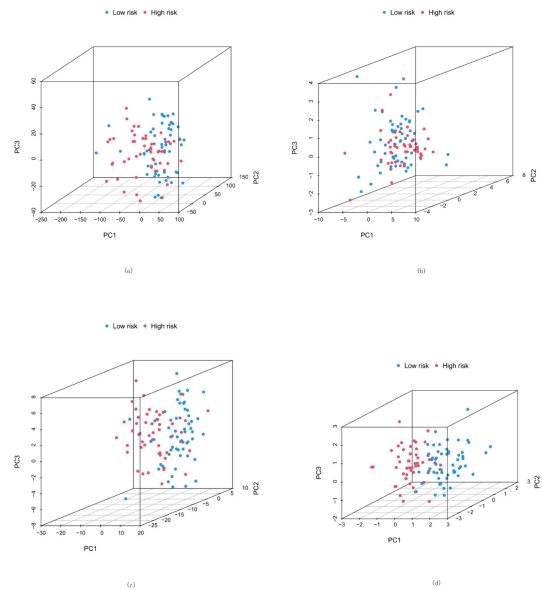 Low risk High risk
60
40
20
0
−20
−40
PC3
−250 −200 −150 −100 −50 0 50 100
PC1
−50 0 50 100 150
PC2
(a)
Low risk High risk
4
3
2
1
0
−1
−2
−3
PC3
−10 −5 0 5 10
PC1
−4 −2 0 2 4 6 8
PC2
(b)
Low risk High risk
8
6
4
2
0
−2
−4
−6
−8
PC3
−30 −20 −10 0 10 20
PC1
−25 −20 −15 −10 −5 0 5 10
PC2
(c)
Low risk High risk
3
2
1
0
−1
−2
PC3
−3 −2 −1 0 1 2 3
PC1
−3 −2 −1 0 1 2 3
PC2
(d)